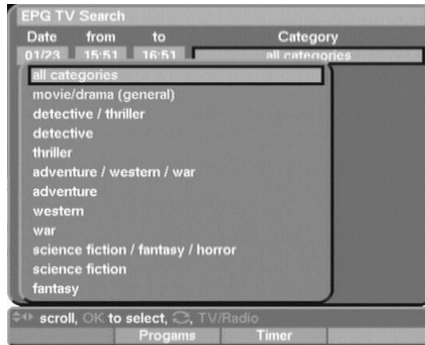 EPG TV Search
Date from to Category
01/23 15:51 16:51 all categories
all categories
movie/drama (general)
detective / thriller
detective
thriller
adventure / western / war
adventure
western
war
science fiction / fantasy / horror
science fiction
fantasy
scroll, OK to select, TV/Radio
Progams Timer